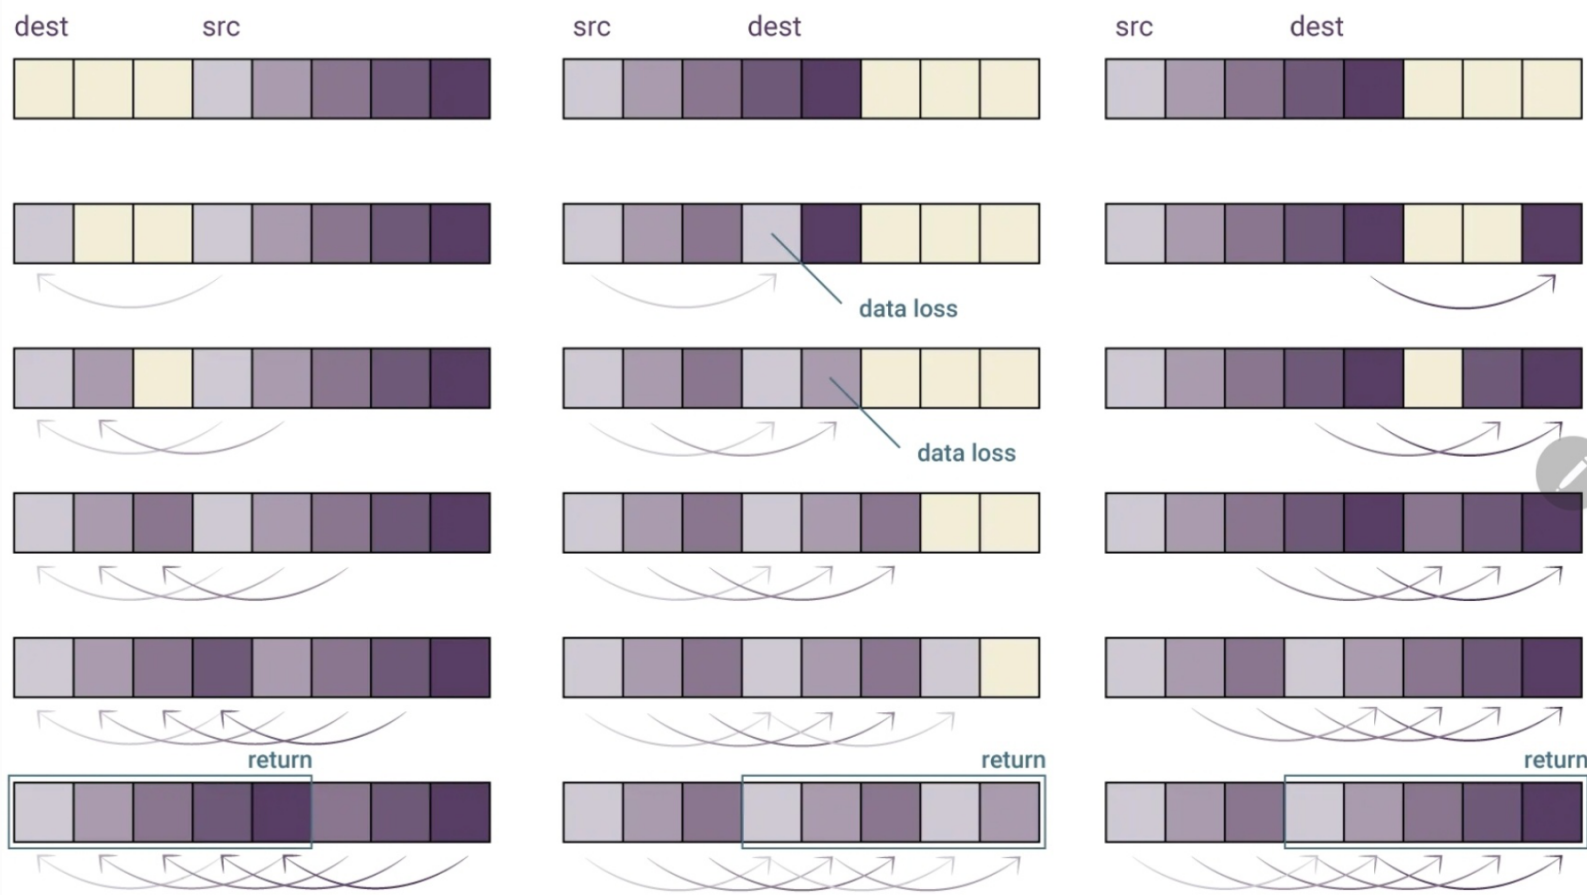 dest src
src dest
src dest
data loss
data loss
return
return
return